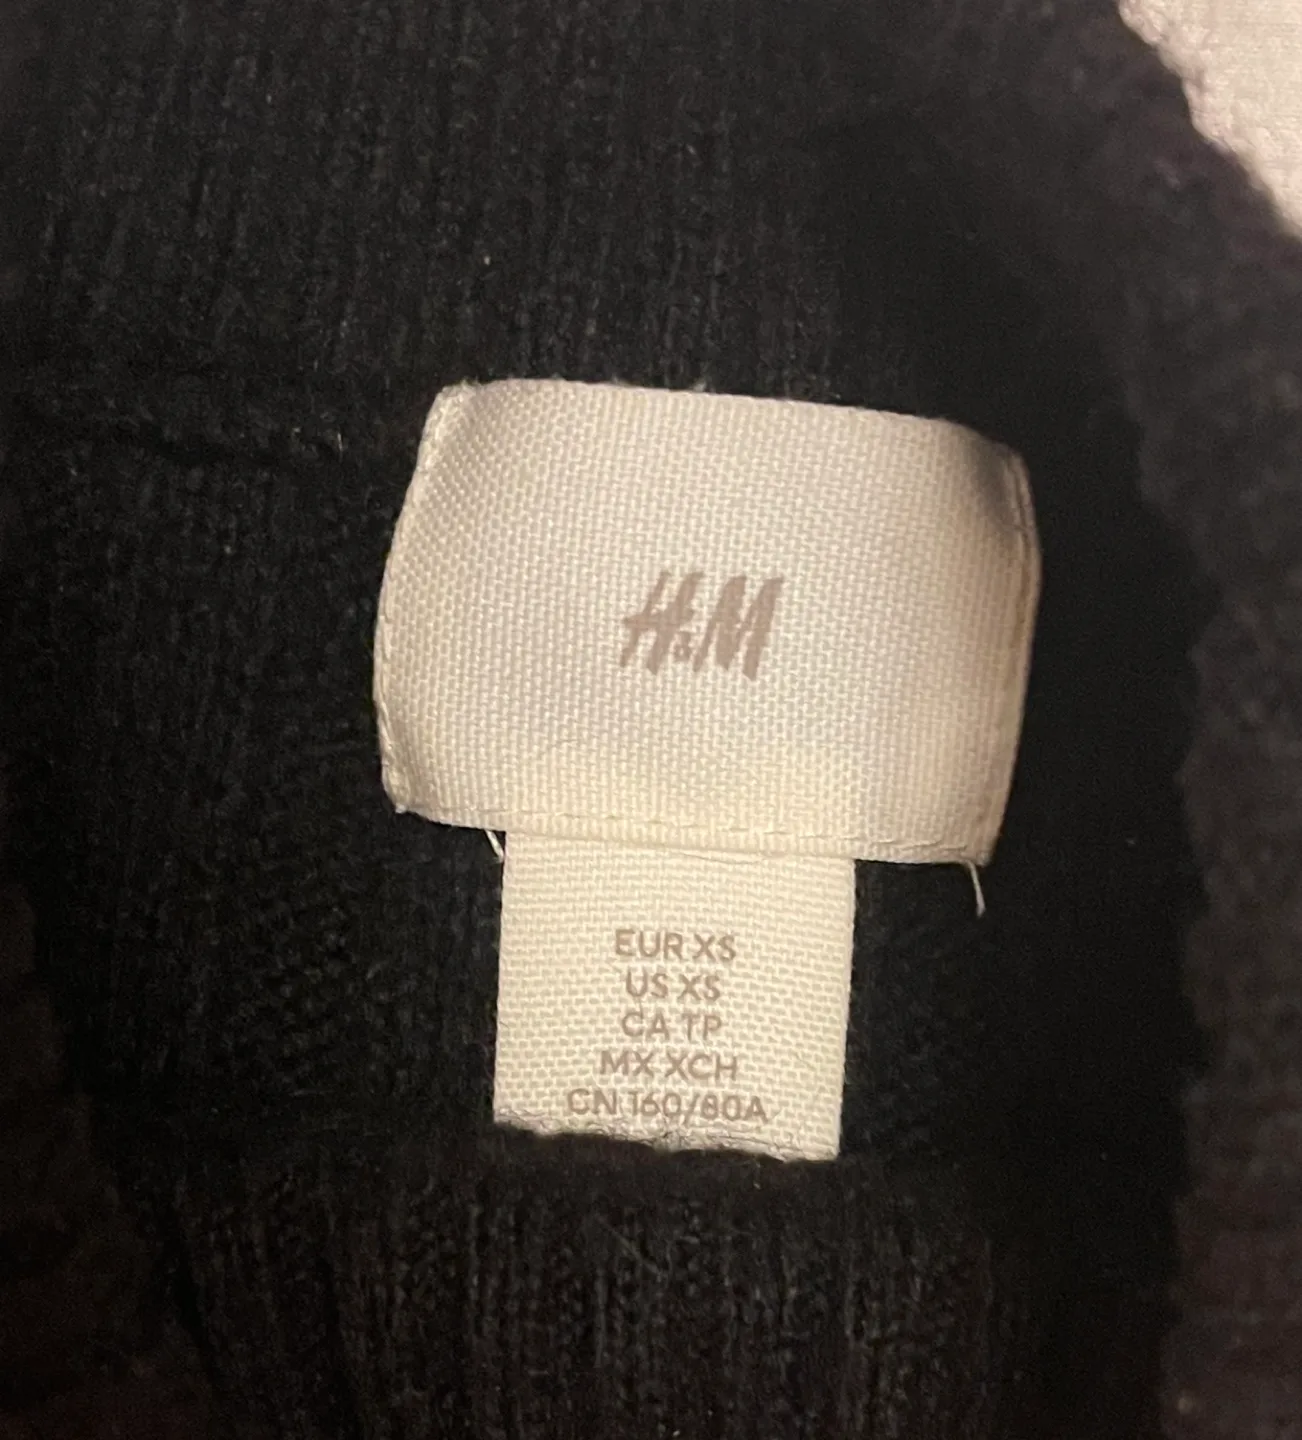 H&M
EUR XS
US XS
CA TP
MX XCH
CN 160/80A